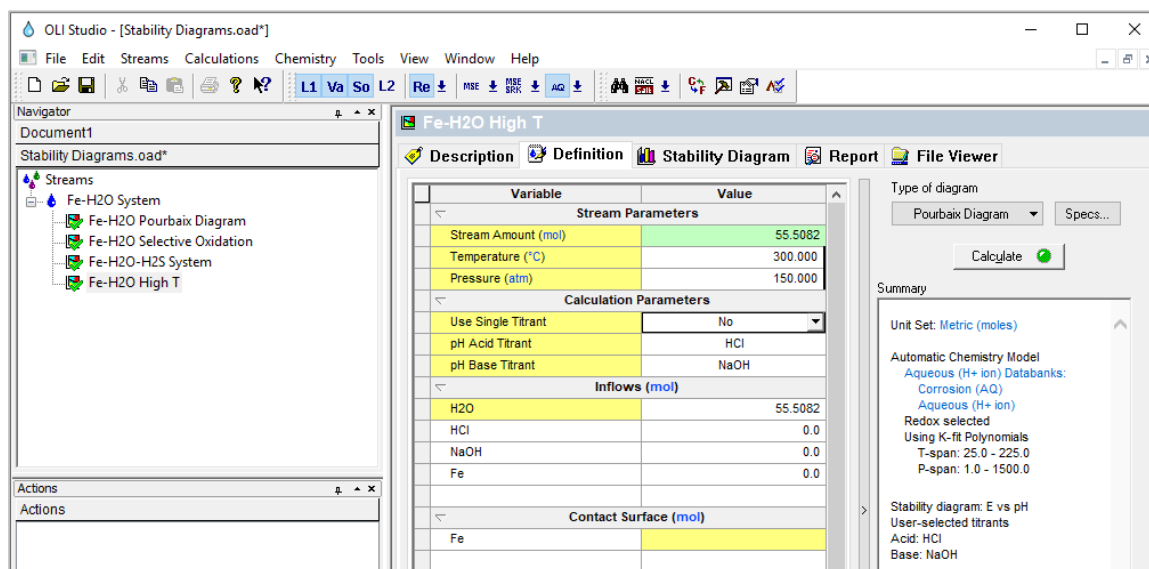 OLI Studio - [Stability Diagrams.oad*]
File Edit Streams Calculations Chemistry Tools View Window Help
L1 Va So L2 Re MSE MSE SRK AQ NACL
Navigator
Document1
Stability Diagrams.oad*
Streams
Fe-H2O System
Fe-H2O Pourbaix Diagram
Fe-H2O Selective Oxidation
Fe-H2O-H2S System
Fe-H2O High T
Actions
Actions
Fe-H2O High T
Description Definition Stability Diagram Report File Viewer
Variable Value
Stream Parameters
Stream Amount (mol) 55.5082
Temperature (°C) 300.000
Pressure (atm) 150.000
Calculation Parameters
Use Single Titrant No
pH Acid Titrant HCl
pH Base Titrant NaOH
Inflows (mol)
H2O 55.5082
HCl 0.0
NaOH 0.0
Fe 0.0
Contact Surface (mol)
Fe
Type of diagram
Pourbaix Diagram Specs...
Calculate
Summary
Unit Set: Metric (moles)
Automatic Chemistry Model
Aqueous (H+ ion) Databanks:
Corrosion (AQ)
Aqueous (H+ ion)
Redox selected
Using K-fit Polynomials
T-span: 25.0 - 225.0
P-span: 1.0 - 1500.0
Stability diagram: E vs pH
User-selected titrants
Acid: HCl
Base: NaOH